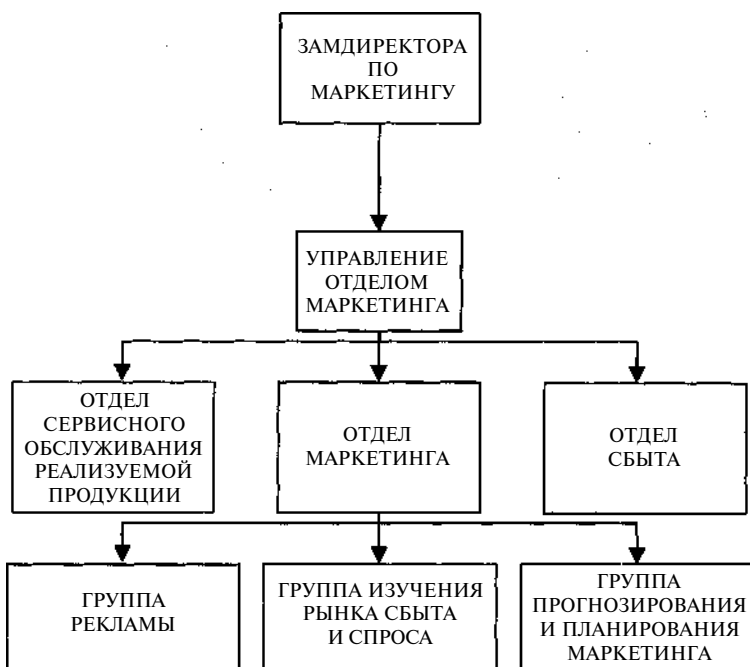 ЗАМДИРЕКТОРА
ПО
МАРКЕТИНГУ
УПРАВЛЕНИЕ
ОТДЕЛОМ
МАРКЕТИНГА
ОТДЕЛ
СЕРВИСНОГО
ОБСЛУЖИВАНИЯ
РЕАЛИЗУЕМОЙ
ПРОДУКЦИИ
ОТДЕЛ
МАРКЕТИНГА
ОТДЕЛ
СБЫТА
ГРУППА
РЕКЛАМЫ
ГРУППА ИЗУЧЕНИЯ
РЫНКА СБЫТА
И СПРОСА
ГРУППА
ПРОГНОЗИРОВАНИЯ
И ПЛАНИРОВАНИЯ
МАРКЕТИНГА